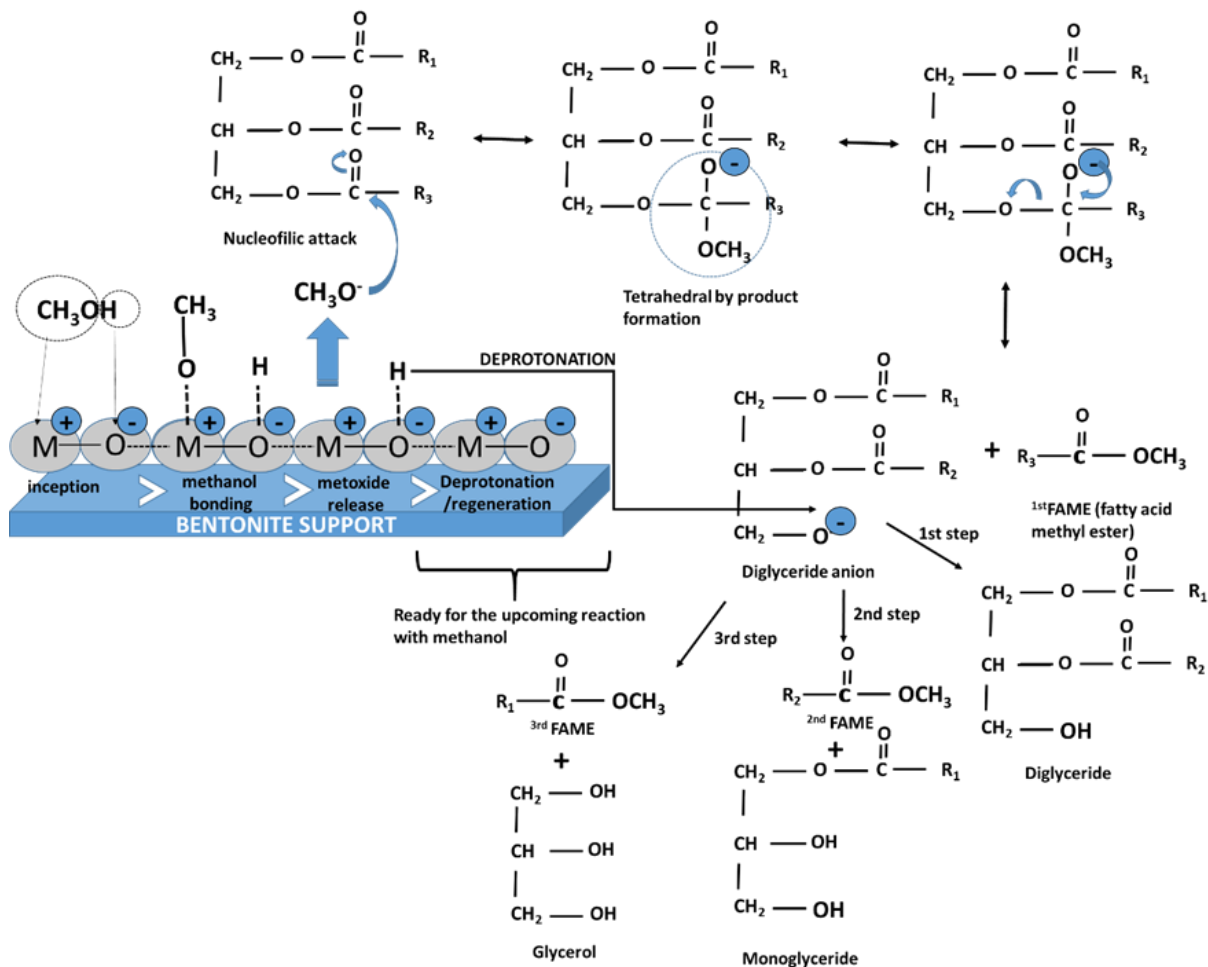 O
CH₂ — O — C — R₁
O
CH — O — C — R₂
O
CH₂ — O — C — R₃
Nucleofilic attack
O
CH₂ — O — C — R₁
O
CH — O — C — R₂
O -
CH₂ — O — C — R₃
OCH₃
Tetrahedral by product
formation
O
CH₂ — O — C — R₁
O
CH — O — C — R₂
O -
CH₂ — O — C — R₃
OCH₃
CH₃OH
CH₃
O
H
CH₃O⁻
H
DEPROTONATION
M + O - M + O - M + O - M + O -
inception
methanol
bonding
metoxide
release
Deprotonation
/regeneration
BENTONITE SUPPORT
Ready for the upcoming reaction
with methanol
O
CH₂ — O — C — R₁
O
CH — O — C — R₂
CH₂ — O -
Diglyceride anion
+
O
R₃ — C — OCH₃
1stFAME (fatty acid
methyl ester)
1st step
2nd step
3rd step
O
CH₂ — O — C — R₁
O
CH — O — C — R₂
CH₂ — OH
Diglyceride
O
R₂ — C — OCH₃
2nd FAME
+
O
CH₂ — O — C — R₁
CH — OH
CH₂ — OH
Monoglyceride
O
R₁ — C — OCH₃
3rd FAME
+
CH₂ — OH
CH — OH
CH₂ — OH
Glycerol